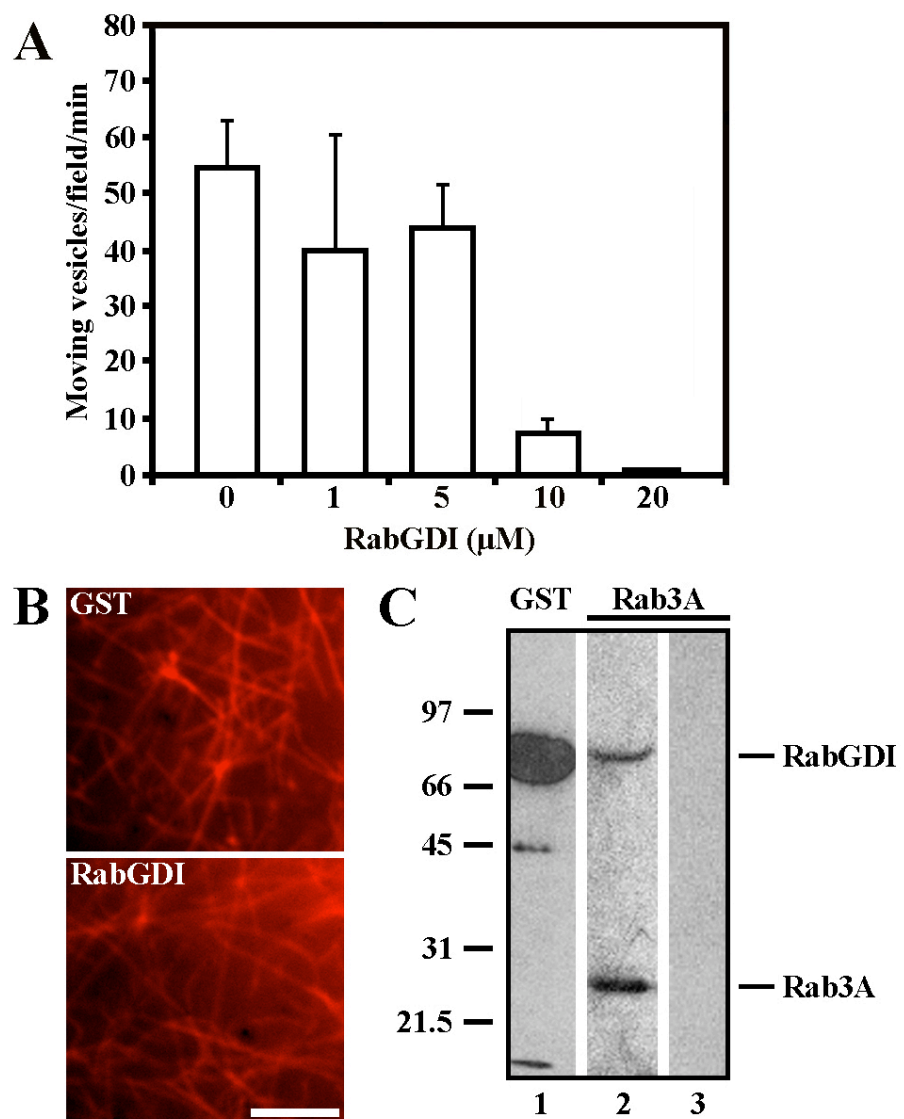 A
80
70
60
50
40
30
20
10
0
Moving vesicles/field/min
0 1 5 10 20
RabGDI (µM)
B
GST
RabGDI
C
GST Rab3A
97
66
45
31
21.5
RabGDI
Rab3A
1 2 3